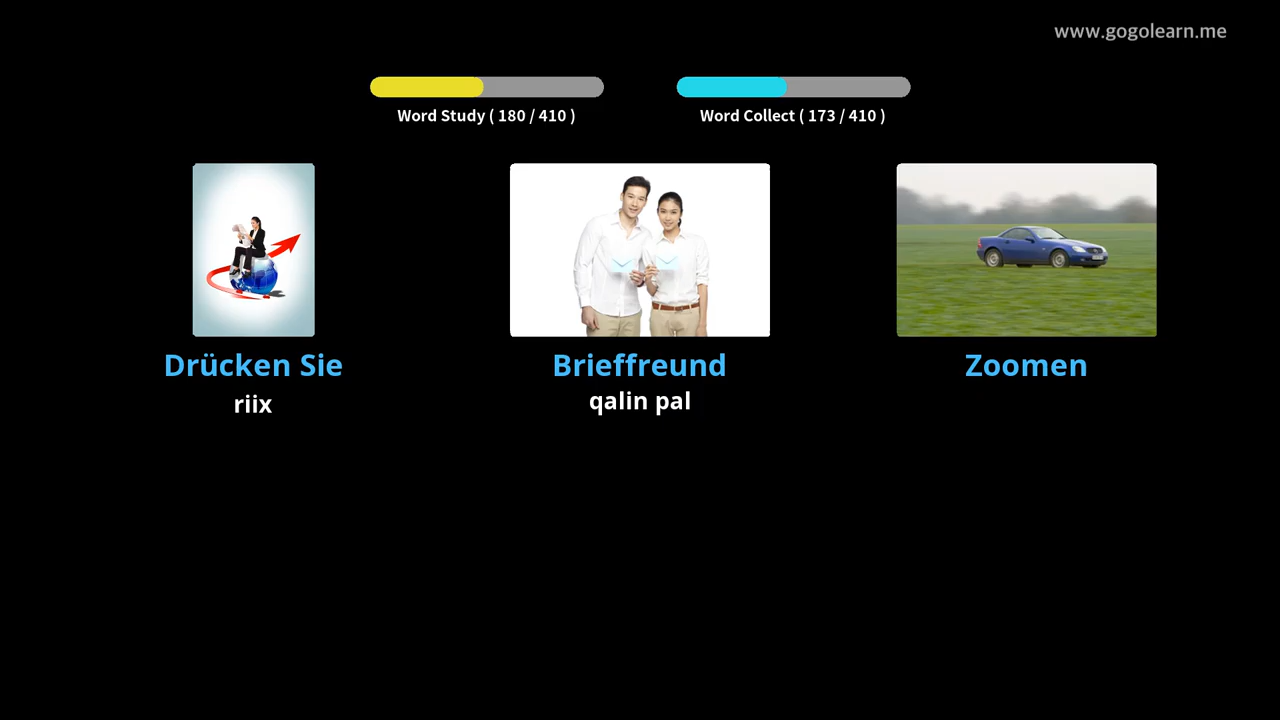 www.gogolearn.me
Word Study ( 180 / 410 )
Word Collect ( 173 / 410 )
Drücken Sie
riix
Brieffreund
qalin pal
Zoomen